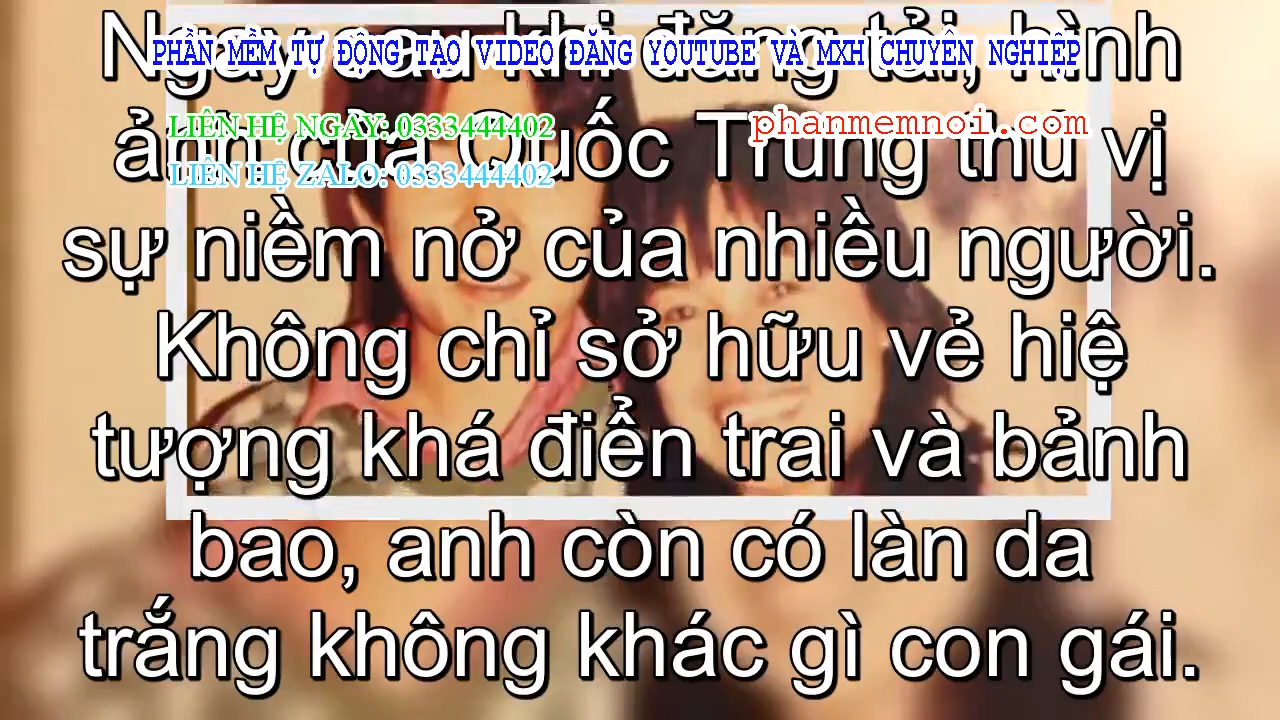 Ngay sau khi đăng tải, hình
PHẦN MỀM TỰ ĐỘNG TẠO VIDEO ĐĂNG YOUTUBE VÀ MXH CHUYÊN NGHIỆP
LIÊN HỆ NGAY: 0333444402
phanmemnoi.com
ảnh của Quốc Trung thú vị
LIÊN HỆ ZALO: 0333444402
sự niềm nở của nhiều người.
Không chỉ sở hữu vẻ hiệ
tượng khá điển trai và bảnh
bao, anh còn có làn da
trắng không khác gì con gái.